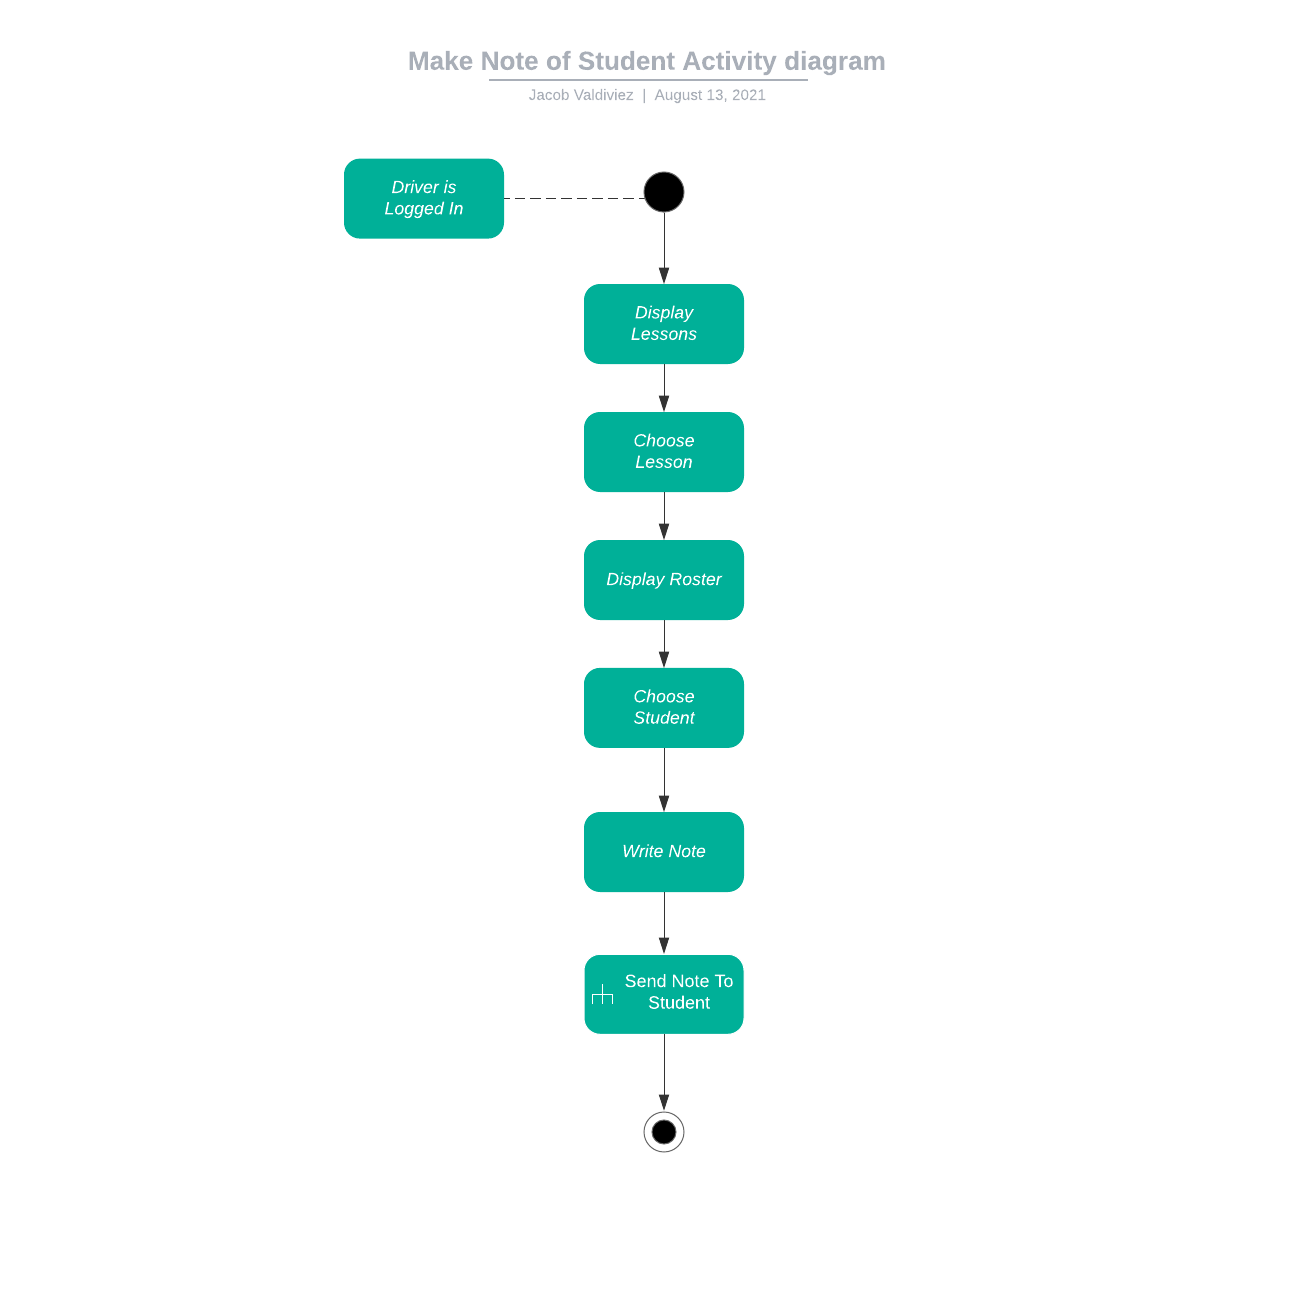 Make Note of Student Activity diagram
Jacob Valdiviez | August 13, 2021
Driver is
Logged In
Display
Lessons
Choose
Lesson
Display Roster
Choose
Student
Write Note
Send Note To
Student